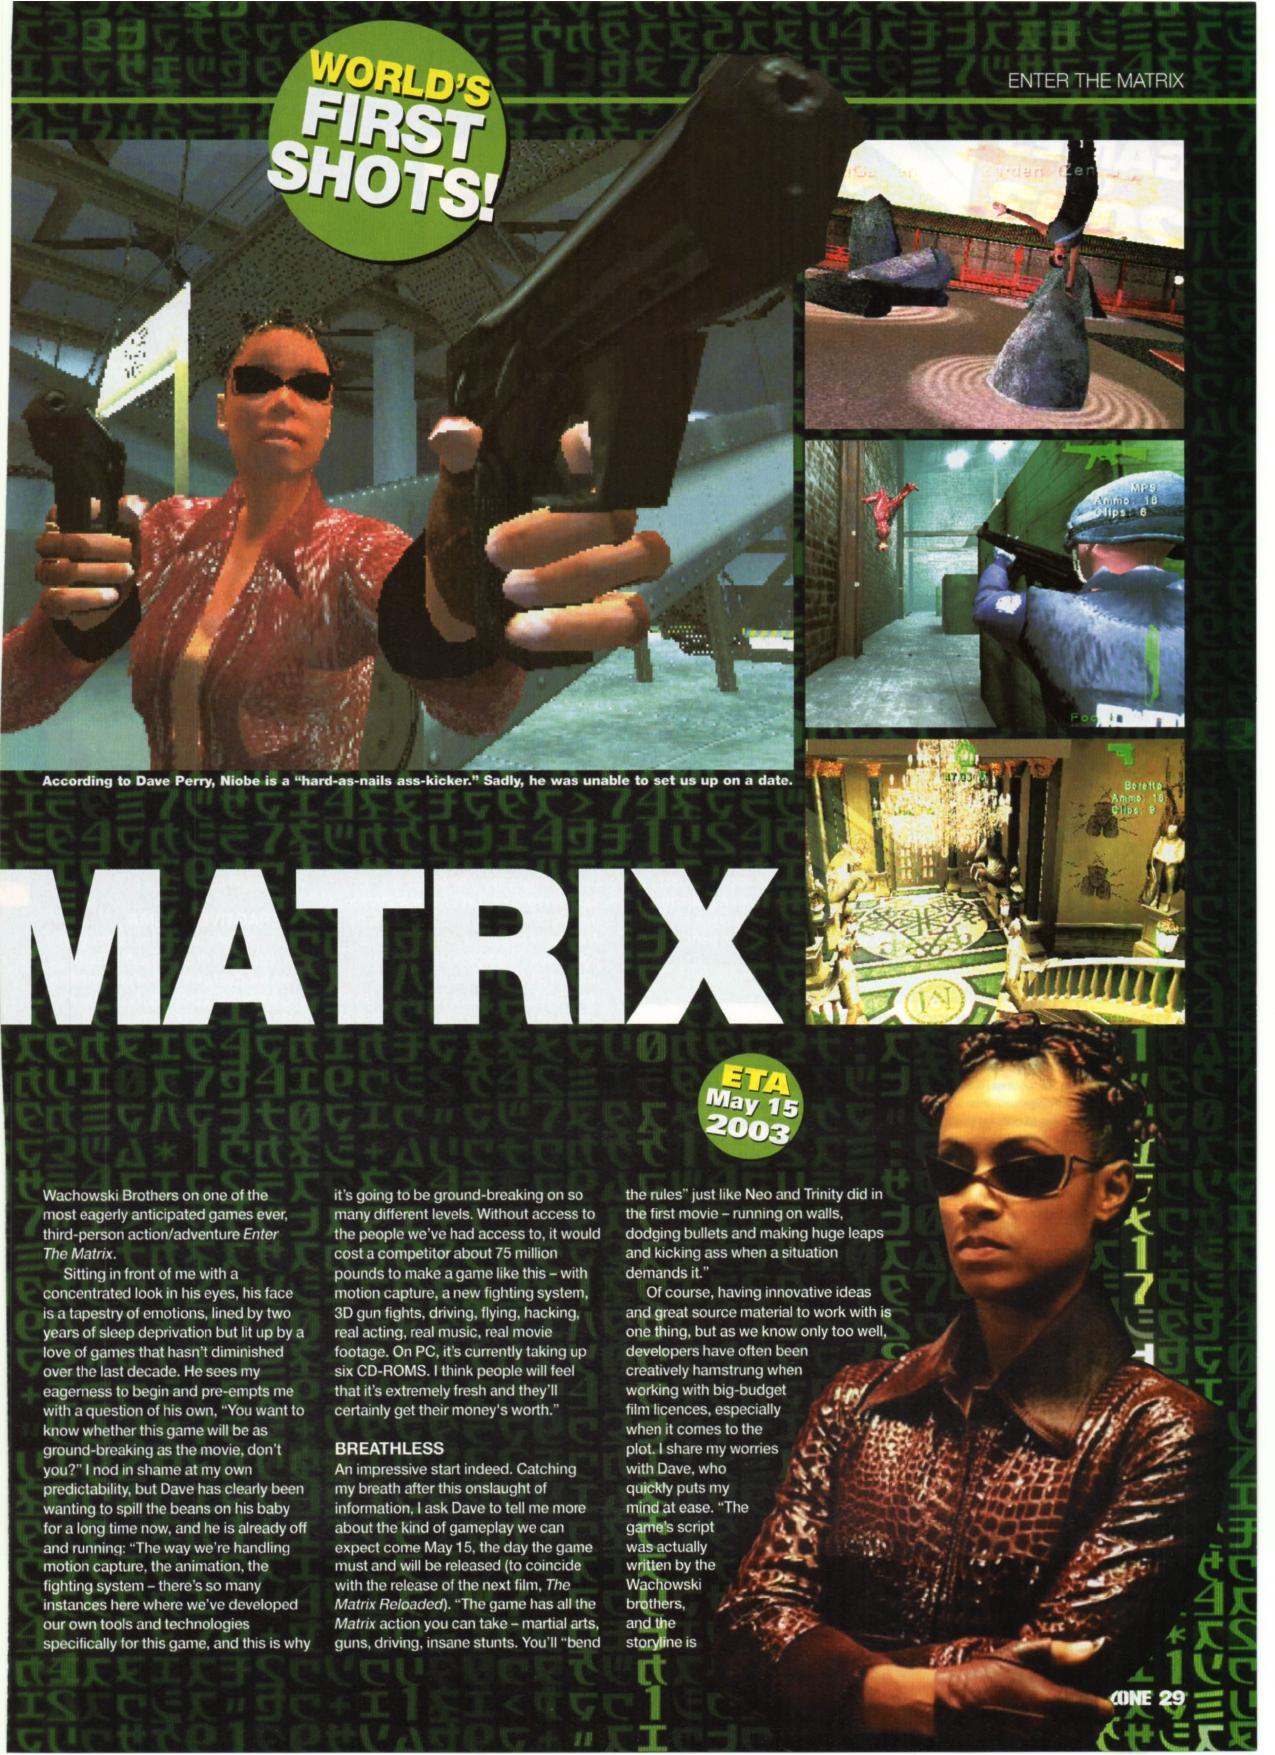 WORLD'S
FIRST
SHOTS!
ENTER THE MATRIX
MP5
Ammo: 18
Clips: 6
Beretta
Ammo: 18
Clips: 9
According to Dave Perry, Niobe is a “hard-as-nails ass-kicker.” Sadly, he was unable to set us up on a date.
MATRIX
ETA
May 15
2003
Wachowski Brothers on one of the
most eagerly anticipated games ever,
third-person action/adventure Enter
The Matrix.
Sitting in front of me with a
concentrated look in his eyes, his face
is a tapestry of emotions, lined by two
years of sleep deprivation but lit up by a
love of games that hasn't diminished
over the last decade. He sees my
eagerness to begin and pre-empts me
with a question of his own, “You want to
know whether this game will be as
ground-breaking as the movie, don't
you?” I nod in shame at my own
predictability, but Dave has clearly been
wanting to spill the beans on his baby
for a long time now, and he is already off
and running: “The way we're handling
motion capture, the animation, the
fighting system – there's so many
instances here where we've developed
our own tools and technologies
specifically for this game, and this is why
it's going to be ground-breaking on so
many different levels. Without access to
the people we've had access to, it would
cost a competitor about 75 million
pounds to make a game like this – with
motion capture, a new fighting system,
3D gun fights, driving, flying, hacking,
real acting, real music, real movie
footage. On PC, it's currently taking up
six CD-ROMS. I think people will feel
that it's extremely fresh and they'll
certainly get their money's worth.”
BREATHLESS
An impressive start indeed. Catching
my breath after this onslaught of
information, I ask Dave to tell me more
about the kind of gameplay we can
expect come May 15, the day the game
must and will be released (to coincide
with the release of the next film, The
Matrix Reloaded). “The game has all the
Matrix action you can take – martial arts,
guns, driving, insane stunts. You'll “bend
the rules” just like Neo and Trinity did in
the first movie – running on walls,
dodging bullets and making huge leaps
and kicking ass when a situation
demands it.”
Of course, having innovative ideas
and great source material to work with is
one thing, but as we know only too well,
developers have often been
creatively hamstrung when
working with big-budget
film licences, especially
when it comes to the
plot. I share my worries
with Dave, who
quickly puts my
mind at ease. “The
game's script
was actually
written by the
Wachowski
brothers,
and the
storyline is
ZONE 29